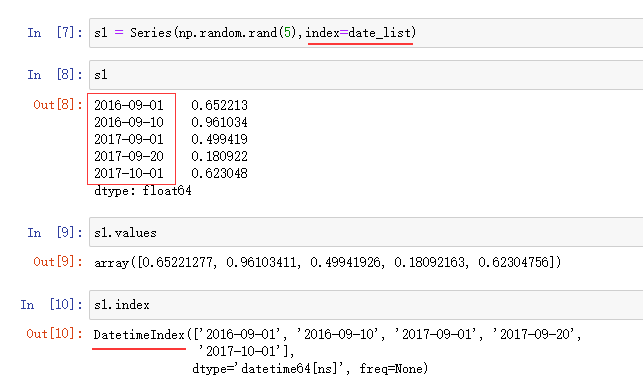 In [7]: s1 = Series(np.random.rand(5),index=date_list)
In [8]: s1
Out[8]: 2016-09-01 0.652213
2016-09-10 0.961034
2017-09-01 0.499419
2017-09-20 0.180922
2017-10-01 0.623048
dtype: float64
In [9]: s1.values
Out[9]: array([0.65221277, 0.96103411, 0.49941926, 0.18092163, 0.62304756])
In [10]: s1.index
Out[10]: DatetimeIndex(['2016-09-01', '2016-09-10', '2017-09-01', '2017-09-20',
'2017-10-01'],
dtype='datetime64[ns]', freq=None)